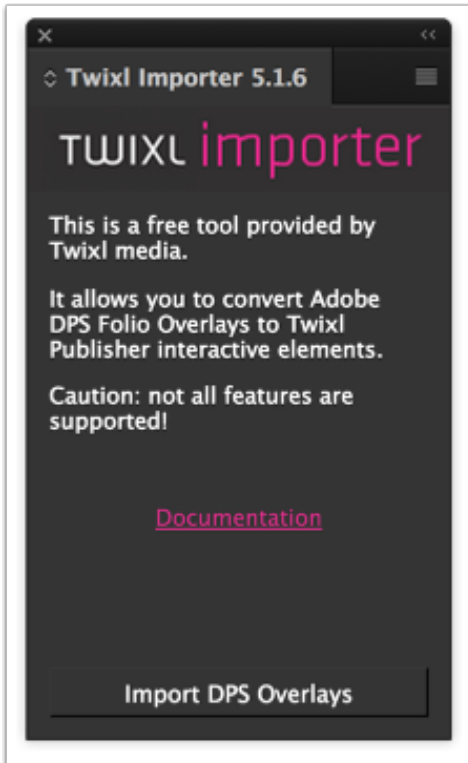 Twixl Importer 5.1.6
TWIXL importer
This is a free tool provided by
Twixl media.
It allows you to convert Adobe
DPS Folio Overlays to Twixl
Publisher interactive elements.
Caution: not all features are
supported!
Documentation
Import DPS Overlays